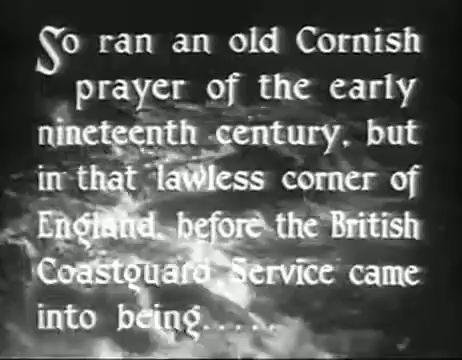 So ran an old Cornish
prayer of the early
nineteenth century, but
in that lawless corner of
England, before the British
Coastguard Service came
into being.....